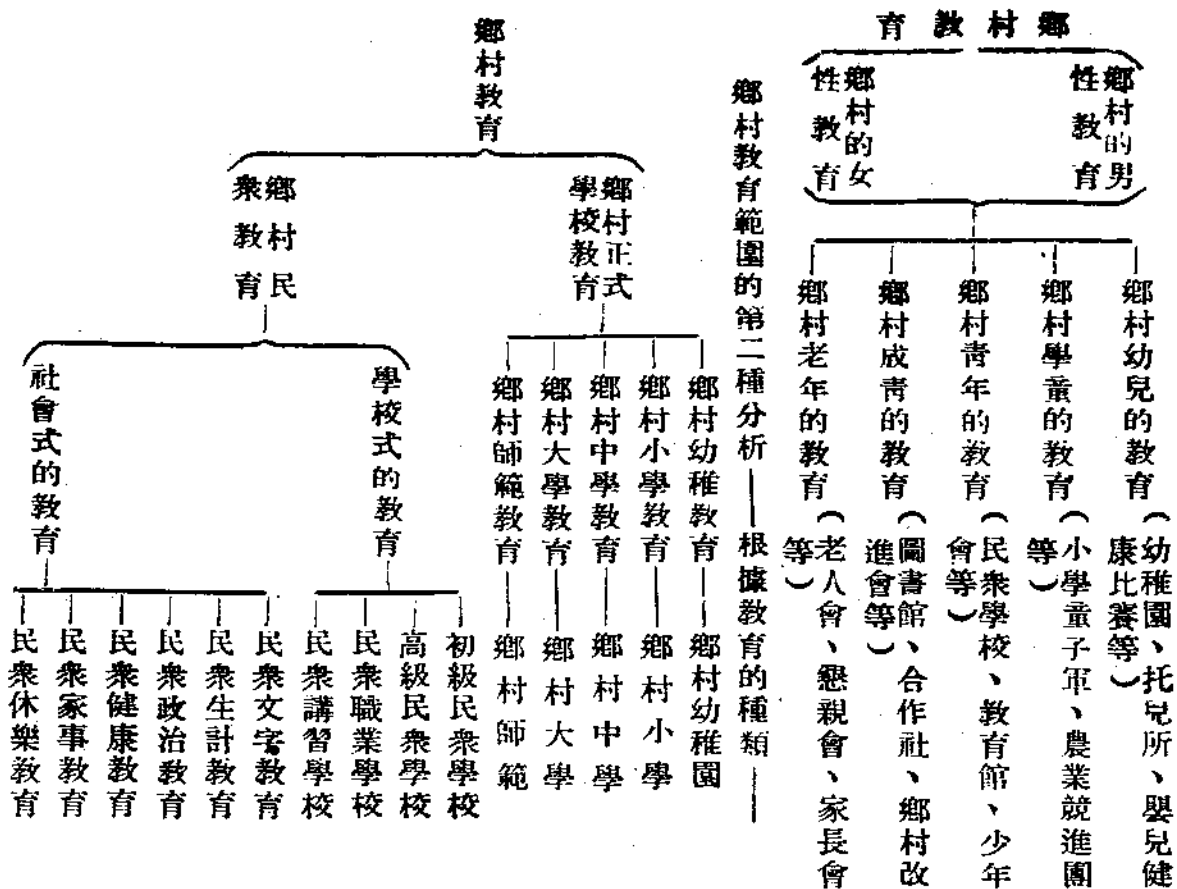 鄉村教育
鄉村的男
性教育
鄉村的女
性教育
鄉村幼兒的教育（幼稚園、托兒所、嬰兒健
康比賽等）
鄉村學童的教育（小學童子軍、農業競進團
等）
鄉村青年的教育（民衆學校、教育館、少年
會等）
鄉村成青的教育（圖書館、合作社、鄉村改
進會等）
鄉村老年的教育（老人會、懇親會、家長會
等）
鄉村教育範圍的第二種分析——根據教育的種類——
鄉村教育
鄉村正式
學校教育
鄉村幼稚教育——鄉村幼稚園
鄉村小學教育——鄉村小學
鄉村中學教育——鄉村中學
鄉村大學教育——鄉村大學
鄉村師範教育——鄉村師範
鄉村民
衆教育
學校式的教育
初級民衆學校
高級民衆學校
民衆職業學校
民衆講習學校
社會式的教育
民衆文字教育
民衆生計教育
民衆政治教育
民衆健康教育
民衆家事教育
民衆休樂教育